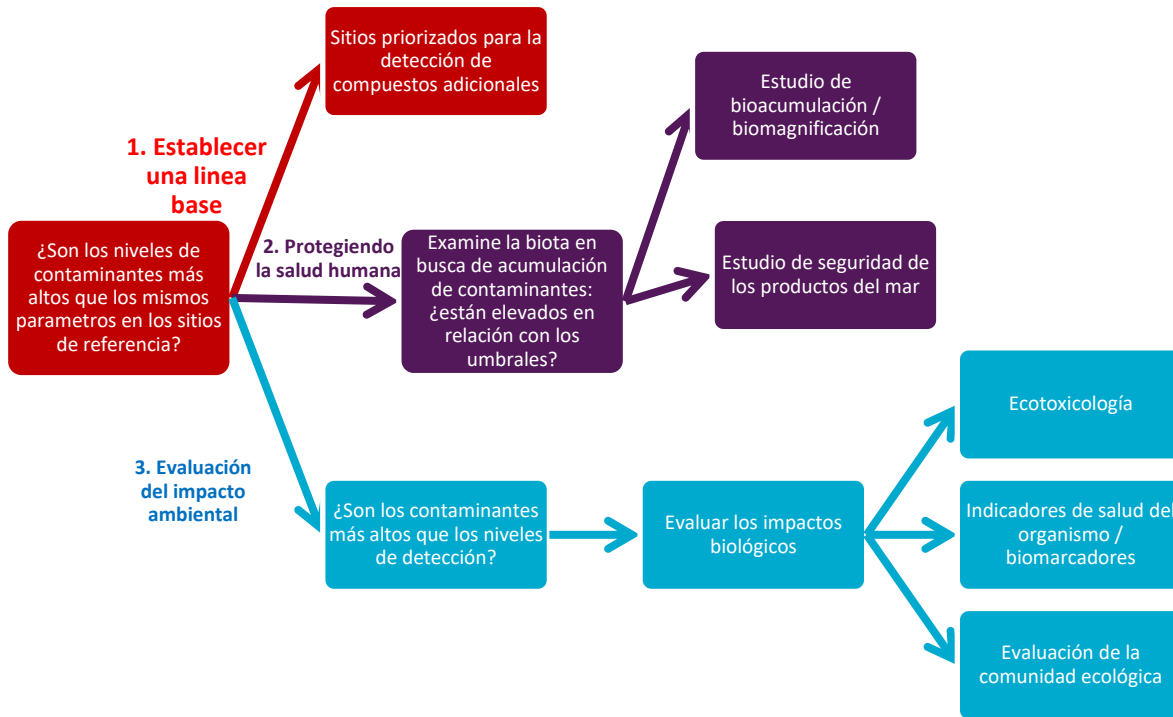 Sitios priorizados para la
detección de
compuestos adicionales
Estudio de
bioacumulación /
biomagnificación
1. Establecer
una linea
base
¿Son los niveles de
contaminantes más
altos que los mismos
parametros en los sitios
de referencia?
2. Protegiendo
la salud humana
Examine la biota en
busca de acumulación
de contaminantes:
¿están elevados en
relación con los
umbrales?
Estudio de seguridad de
los productos del mar
3. Evaluación
del impacto
ambiental
¿Son los contaminantes
más altos que los niveles
de detección?
Evaluar los impactos
biológicos
Ecotoxicología
Indicadores de salud del
organismo /
biomarcadores
Evaluación de la
comunidad ecológica